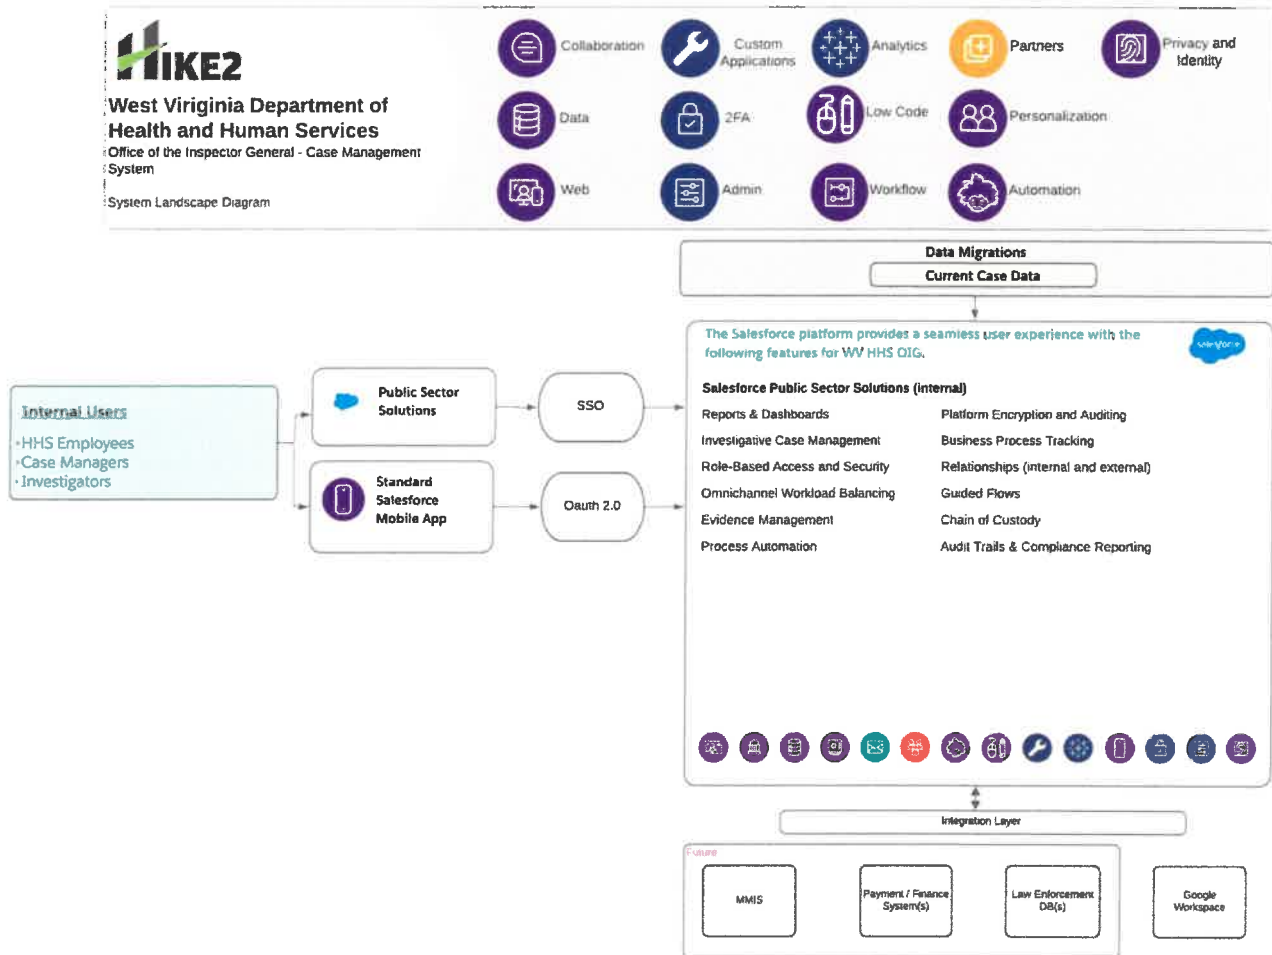 HIKE2
West Viriginia Department of
Health and Human Services
Office of the Inspector General - Case Management
System
System Landscape Diagram
Collaboration
Custom
Applications
Analytics
Partners
Privacy and
Identity
Data
2FA
Low Code
Personalization
Web
Admin
Workflow
Automation
Data Migrations
Current Case Data
The Salesforce platform provides a seamless user experience with the
following features for WV HHS OIG.
salesforce
Internal Users
•HHS Employees
•Case Managers
•Investigators
Public Sector
Solutions
SSO
Standard
Salesforce
Mobile App
Oauth 2.0
Salesforce Public Sector Solutions (internal)
Reports & Dashboards
Investigative Case Management
Role-Based Access and Security
Omnichannel Workload Balancing
Evidence Management
Process Automation
Platform Encryption and Auditing
Business Process Tracking
Relationships (internal and external)
Guided Flows
Chain of Custody
Audit Trails & Compliance Reporting
Integration Layer
Future
MMIS
Payment / Finance
System(s)
Law Enforcement
DB(s)
Google
Workspace